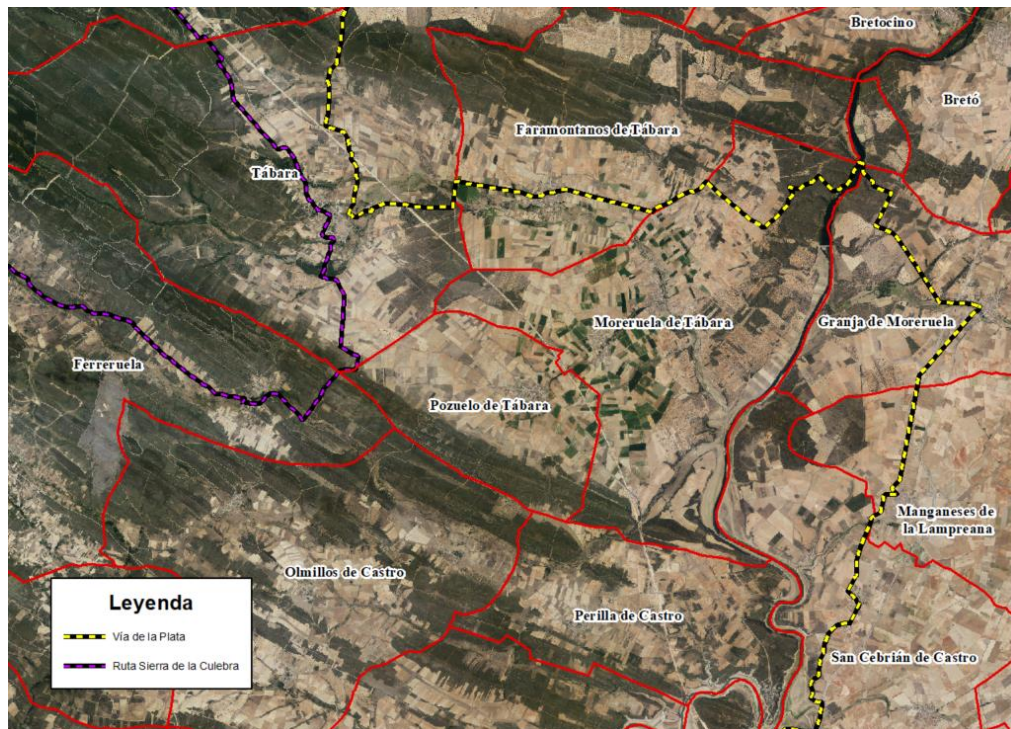 Bretocino
Bretó
Faramontanos de Tábara
Tábara
Moreruela de Tábara
Granja de Moreruela
Ferreruela
Pozuelo de Tábara
Manganeses de
la Lampreana
Olmillos de Castro
Perilla de Castro
San Cebrián de Castro
Leyenda
Vía de la Plata
Ruta Sierra de la Culebra